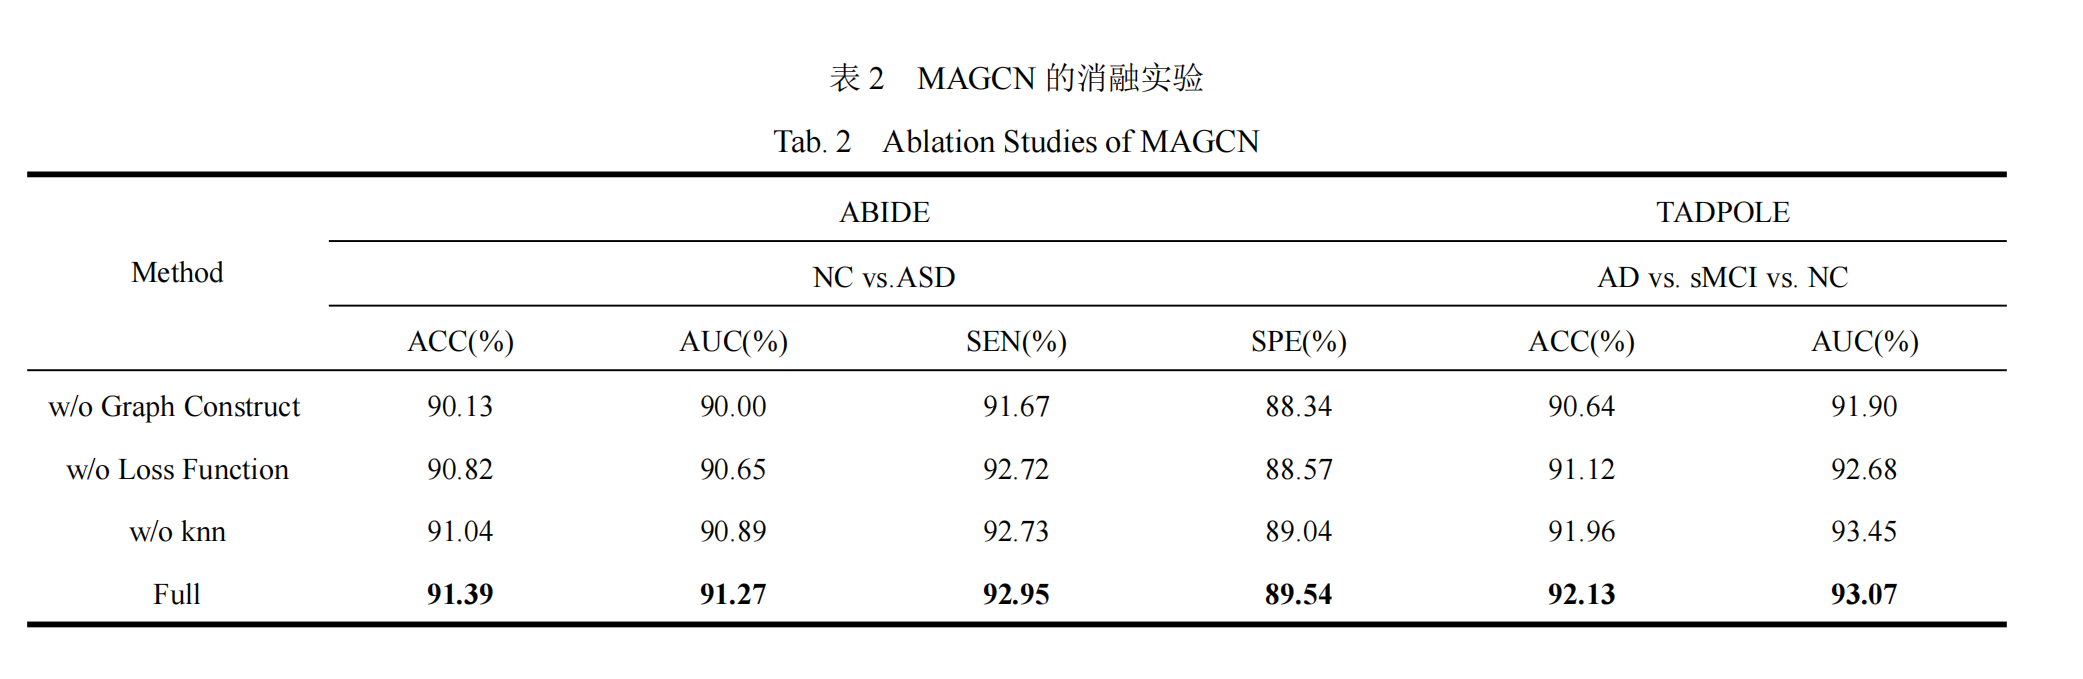 表 2 MAGCN 的消融实验
Tab. 2 Ablation Studies of MAGCN
ABIDE TADPOLE
Method
NC vs.ASD AD vs. sMCI vs. NC
ACC(%) AUC(%) SEN(%) SPE(%) ACC(%) AUC(%)
w/o Graph Construct 90.13 90.00 91.67 88.34 90.64 91.90
w/o Loss Function 90.82 90.65 92.72 88.57 91.12 92.68
w/o knn 91.04 90.89 92.73 89.04 91.96 93.45
Full 91.39 91.27 92.95 89.54 92.13 93.07